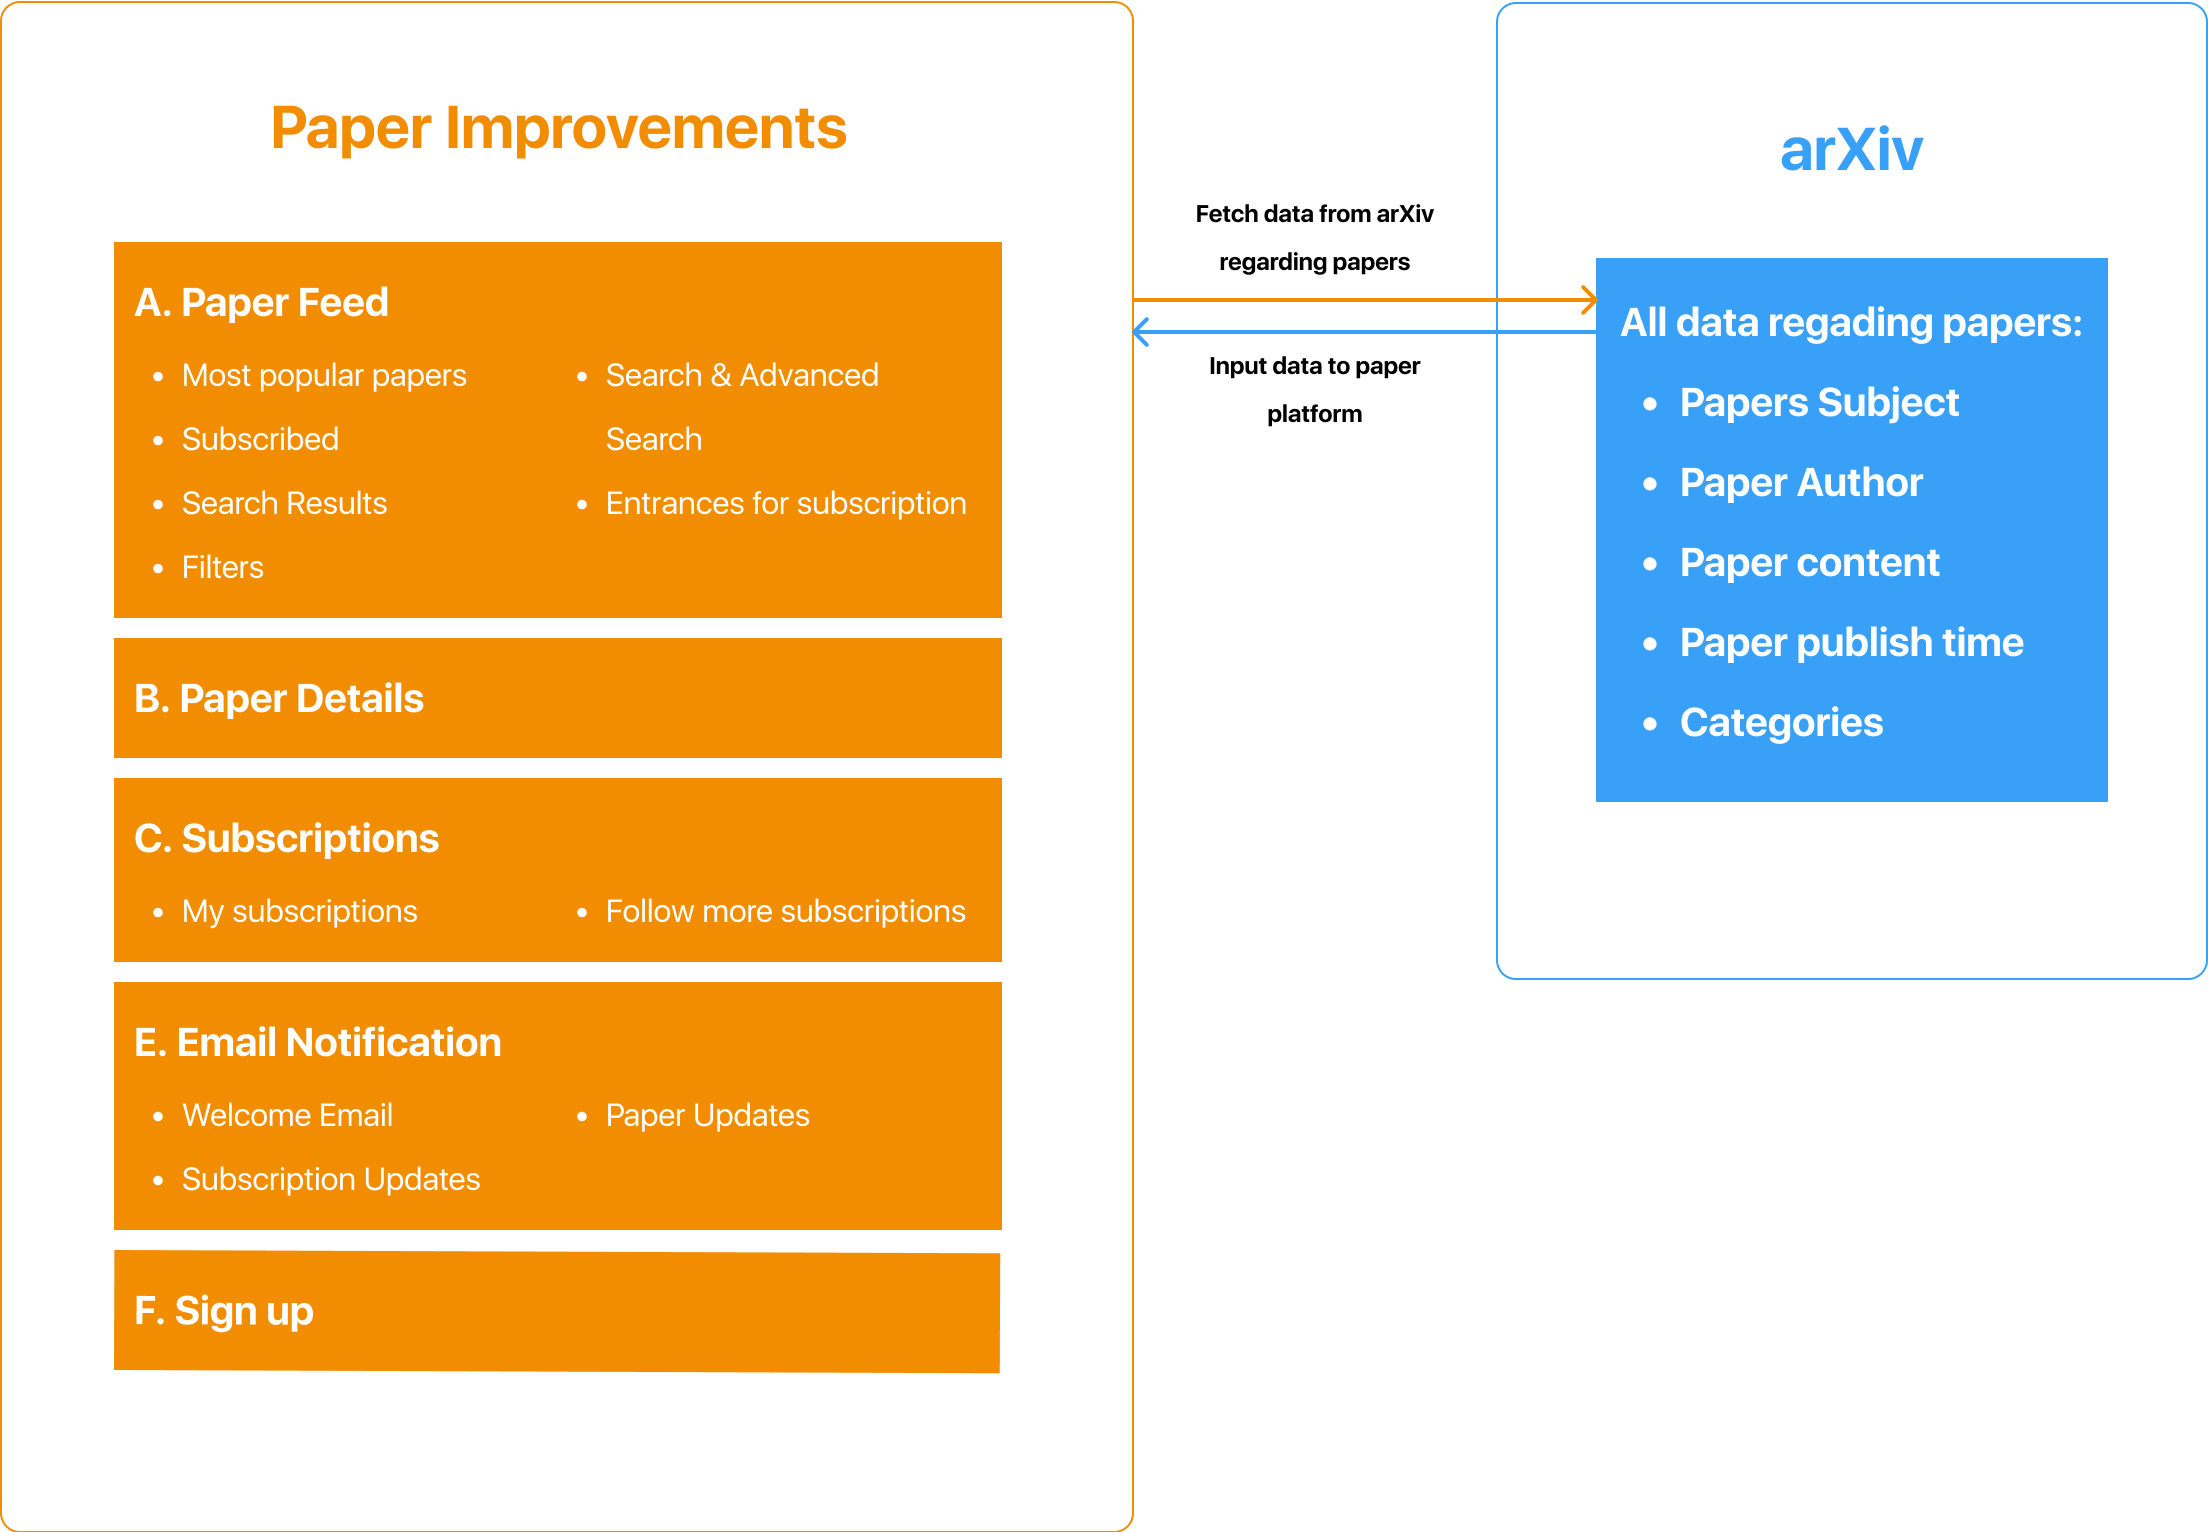 Paper Improvements
A. Paper Feed
• Most popular papers
• Subscribed
• Search Results
• Filters
• Search & Advanced
Search
• Entrances for subscription
B. Paper Details
C. Subscriptions
• My subscriptions
• Follow more subscriptions
E. Email Notification
• Welcome Email
• Subscription Updates
• Paper Updates
F. Sign up
Fetch data from arXiv
regarding papers
Input data to paper
platform
arXiv
All data regading papers:
• Papers Subject
• Paper Author
• Paper content
• Paper publish time
• Categories